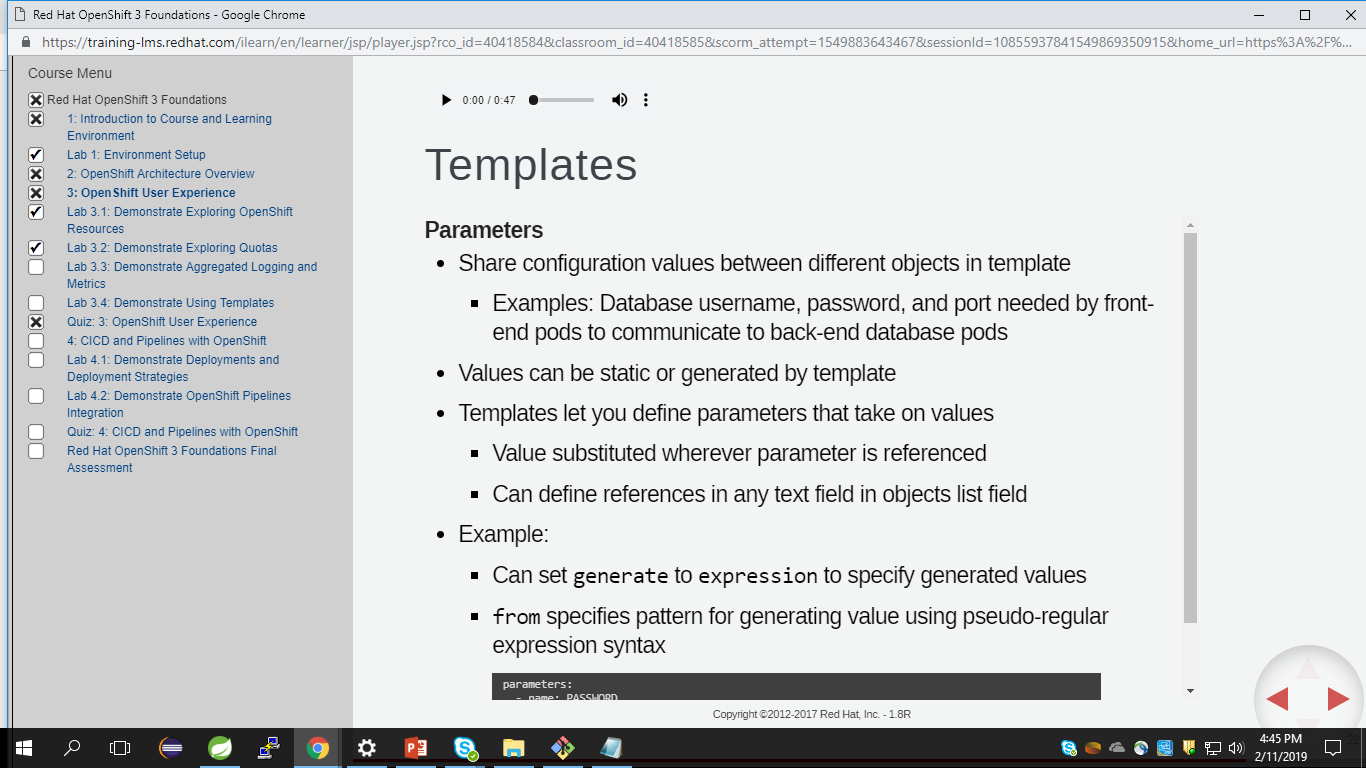 Red Hat OpenShift 3 Foundations - Google Chrome
https://training-lms.redhat.com/ilearn/en/learner/jsp/player.jsp?rco_id=40418584&classroom_id=40418585&scorm_attempt=1549883643467&sessionId=10855937841549869350915&home_url=https%3A%2F%...
Course Menu
Red Hat OpenShift 3 Foundations
1: Introduction to Course and Learning
Environment
Lab 1: Environment Setup
2: OpenShift Architecture Overview
3: OpenShift User Experience
Lab 3.1: Demonstrate Exploring OpenShift
Resources
Lab 3.2: Demonstrate Exploring Quotas
Lab 3.3: Demonstrate Aggregated Logging and
Metrics
Lab 3.4: Demonstrate Using Templates
Quiz: 3: OpenShift User Experience
4: CICD and Pipelines with OpenShift
Lab 4.1: Demonstrate Deployments and
Deployment Strategies
Lab 4.2: Demonstrate OpenShift Pipelines
Integration
Quiz: 4: CICD and Pipelines with OpenShift
Red Hat OpenShift 3 Foundations Final
Assessment
0:00 / 0:47
Templates
Parameters
• Share configuration values between different objects in template
▪ Examples: Database username, password, and port needed by front-
end pods to communicate to back-end database pods
• Values can be static or generated by template
• Templates let you define parameters that take on values
▪ Value substituted wherever parameter is referenced
▪ Can define references in any text field in objects list field
• Example:
▪ Can set generate to expression to specify generated values
▪ from specifies pattern for generating value using pseudo-regular
expression syntax
parameters:
- name: PASSWORD
Copyright ©2012-2017 Red Hat, Inc. - 1.8R
4:45 PM
2/11/2019
22